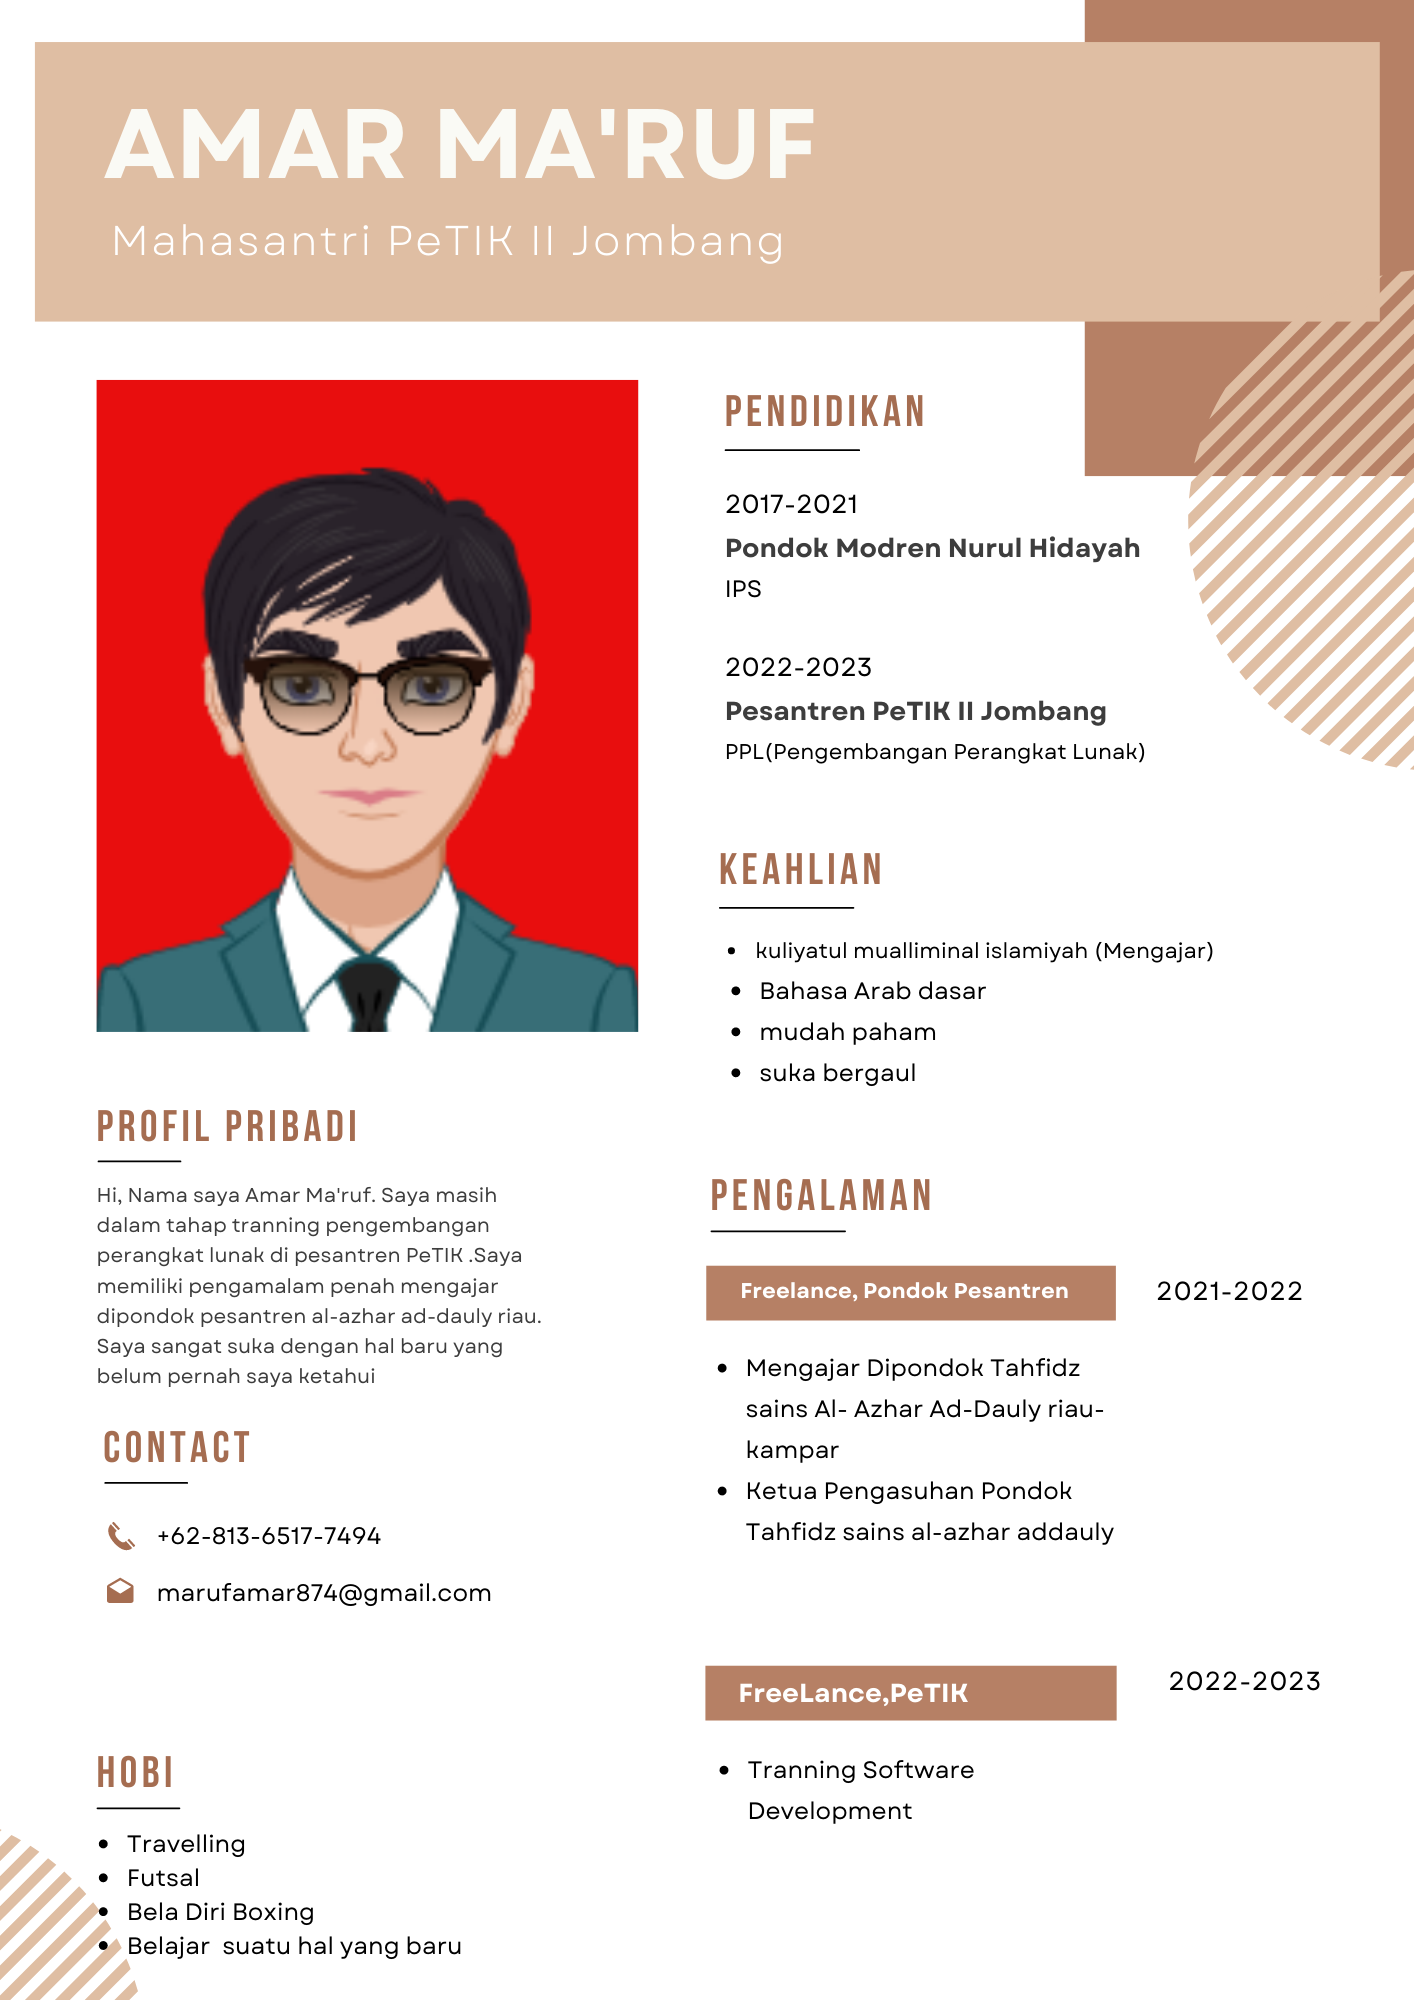 AMAR MA'RUF
Mahasantri PeTIK II Jombang
PROFIL PRIBADI
Hi, Nama saya Amar Ma'ruf. Saya masih
dalam tahap tranning pengembangan
perangkat lunak di pesantren PeTIK .Saya
memiliki pengamalam penah mengajar
dipondok pesantren al-azhar ad-dauly riau.
Saya sangat suka dengan hal baru yang
belum pernah saya ketahui
CONTACT
+62-813-6517-7494
marufamar874@gmail.com
HOBI
• Travelling
• Futsal
• Bela Diri Boxing
• Belajar  suatu hal yang baru
PENDIDIKAN
2017-2021
Pondok Modren Nurul Hidayah
IPS
2022-2023
Pesantren PeTIK II Jombang
PPL(Pengembangan Perangkat Lunak)
KEAHLIAN
• kuliyatul mualliminal islamiyah (Mengajar)
• Bahasa Arab dasar
• mudah paham
• suka bergaul
PENGALAMAN
Freelance, Pondok Pesantren 2021-2022
• Mengajar Dipondok Tahfidz
sains Al- Azhar Ad-Dauly riau-
kampar
• Ketua Pengasuhan Pondok
Tahfidz sains al-azhar addauly
FreeLance,PeTIK 2022-2023
• Tranning Software
Development